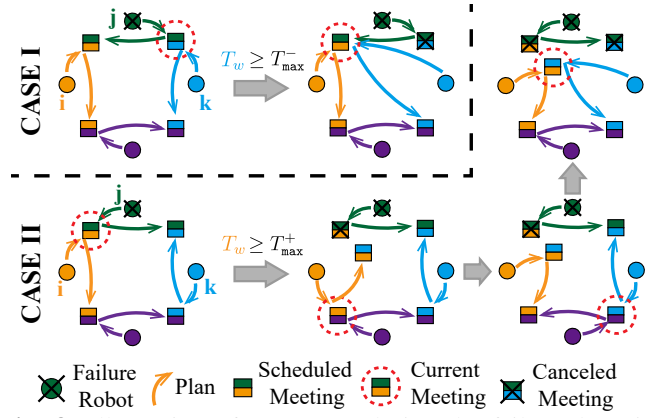 CASE I
j
i
k
T_w ≥ T_max^-
CASE II
j
i
k
T_w ≥ T_max^+
Failure Robot
Plan
Scheduled Meeting
Current Meeting
Canceled Meeting